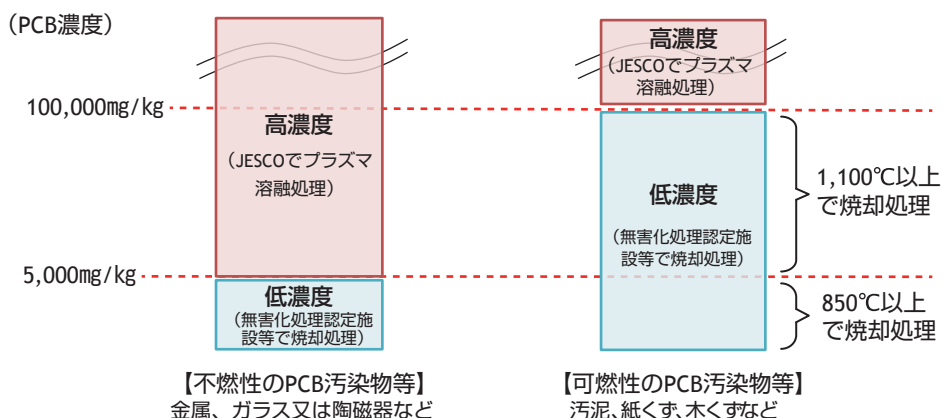 （PCB濃度）
高濃度
（JESCOでプラズマ
溶融処理）
100,000mg/kg
高濃度
（JESCOでプラズマ
溶融処理）
低濃度
（無害化処理認定施
設等で焼却処理）
1,100℃以上
で焼却処理
5,000mg/kg
低濃度
（無害化処理認定施
設等で焼却処理）
850℃以上
で焼却処理
【不燃性のPCB汚染物等】
金属、ガラス又は陶磁器など
【可燃性のPCB汚染物等】
汚泥、紙くず、木くずなど